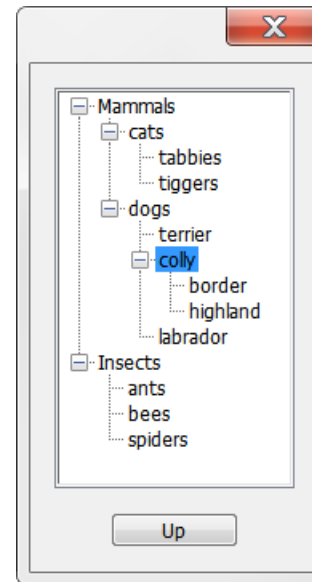 Mammals
cats
tabbies
tiggers
dogs
terrier
colly
border
highland
labrador
Insects
ants
bees
spiders
Up